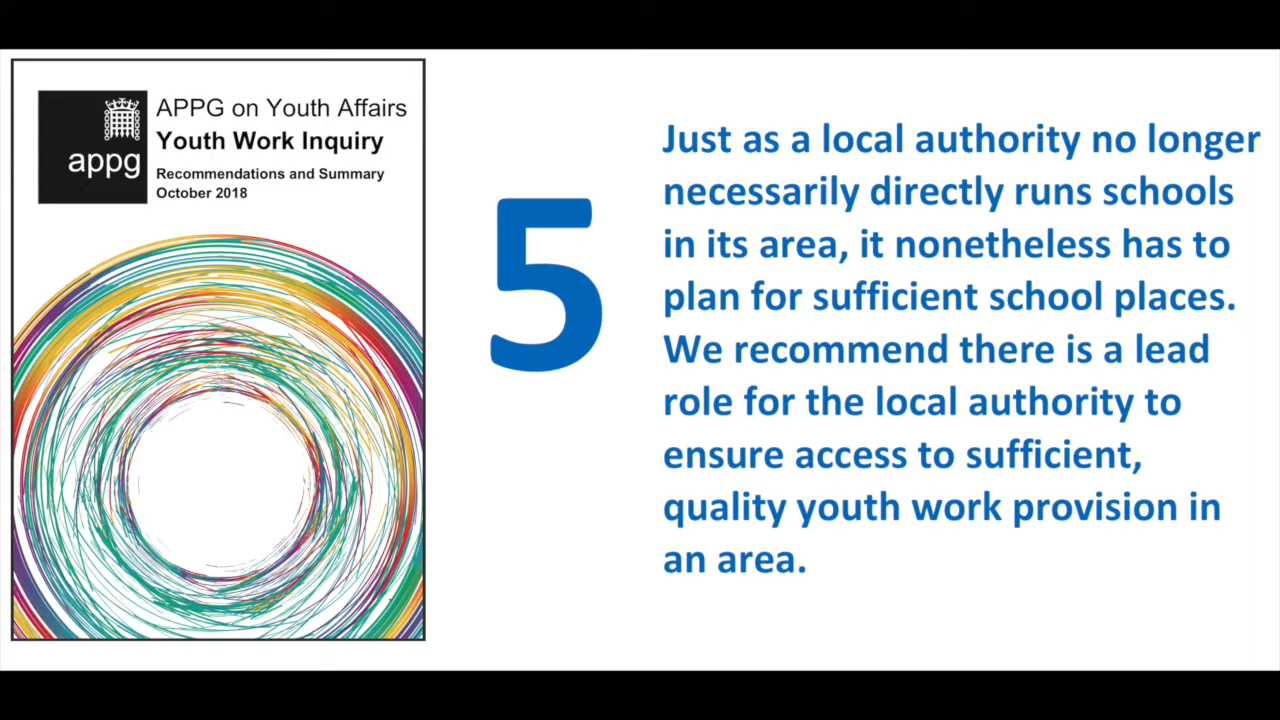 appg
APPG on Youth Affairs
Youth Work Inquiry
Recommendations and Summary
October 2018
5
Just as a local authority no longer
necessarily directly runs schools
in its area, it nonetheless has to
plan for sufficient school places.
We recommend there is a lead
role for the local authority to
ensure access to sufficient,
quality youth work provision in
an area.